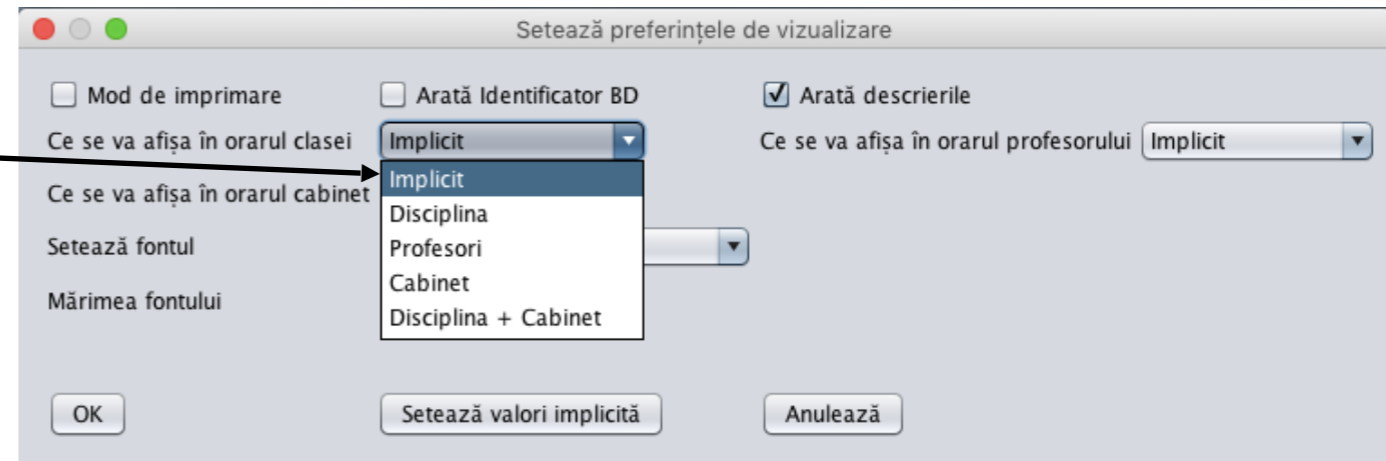 Setează preferințele de vizualizare
Mod de imprimare Arată Identificator BD Arată descrierile
Ce se va afișa în orarul clasei Implicit Ce se va afișa în orarul profesorului Implicit
Implicit
Ce se va afișa în orarul cabinet
Disciplina
Setează fontul Profesori
Cabinet
Mărimea fontului
Disciplina + Cabinet
OK Setează valori implicită Anulează